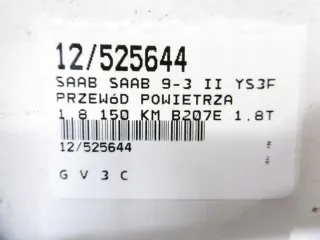 12/525644
SAAB SAAB 9-3 II YS3F
PRZEWÓD POWIETRZA
1.8 150 KM B207E 1.8T
12/525644
G V 3 C